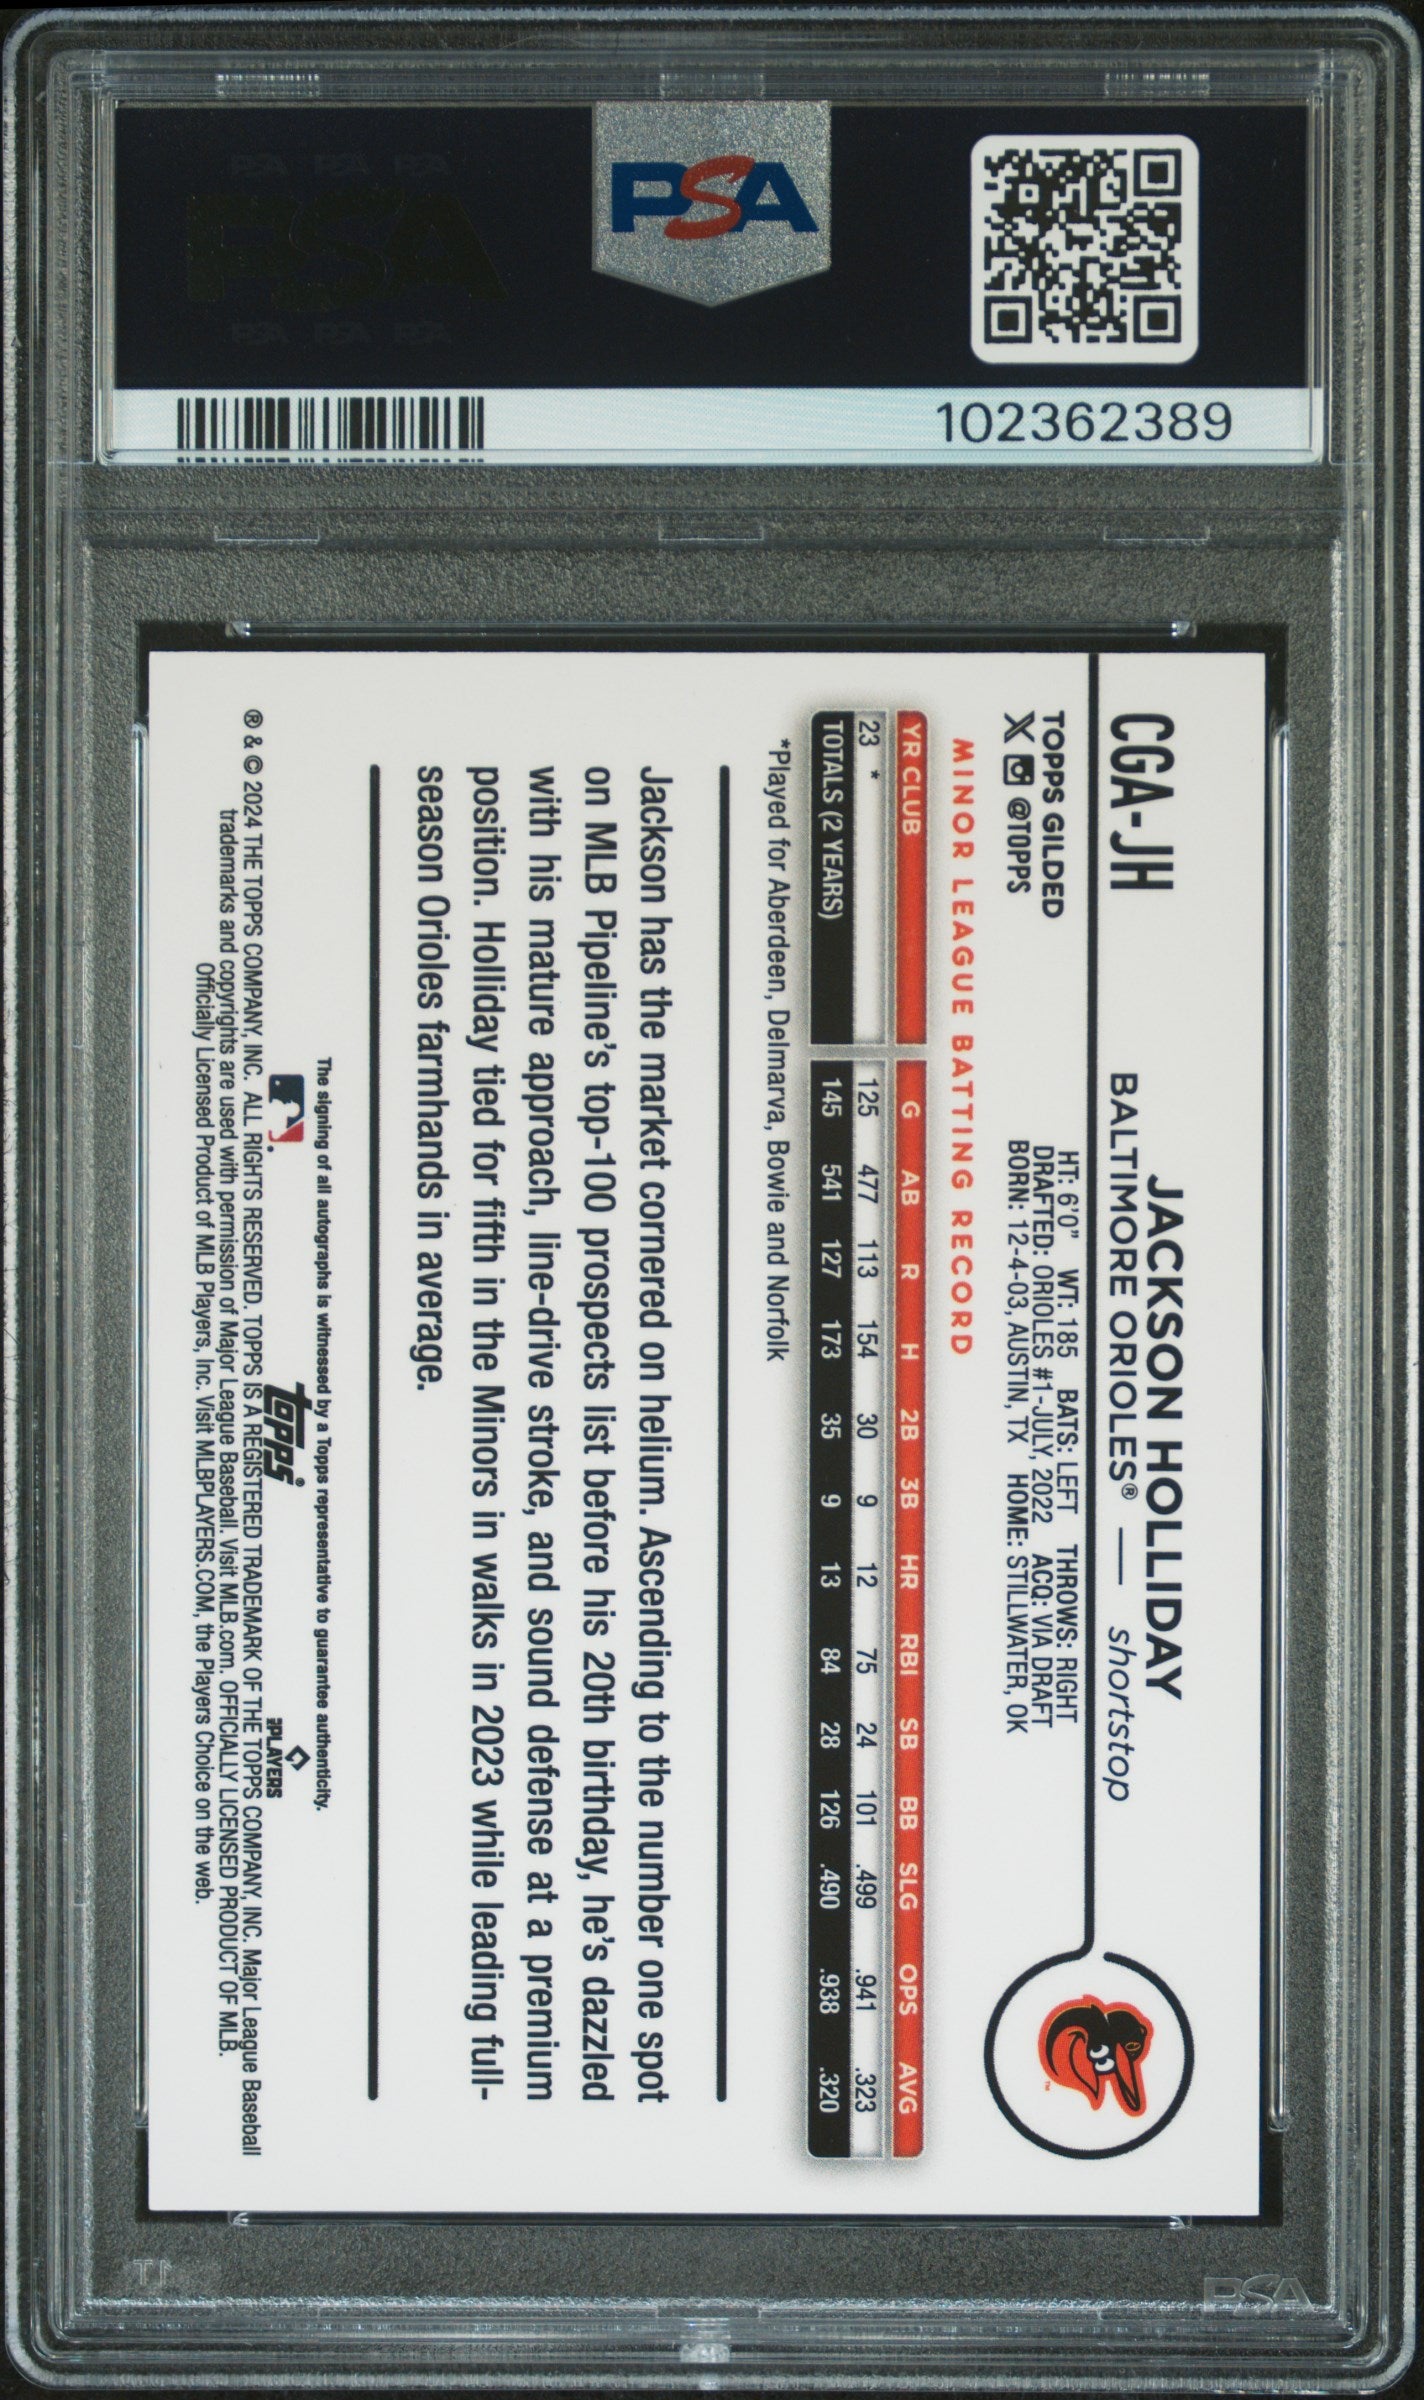 PSA
102362389
CGA-JH
JACKSON HOLLIDAY
BALTIMORE ORIOLES® — shortstop
TOPPS GILDED
X @TOPPS
HT: 6'0" WT: 185 BATS: LEFT THROWS: RIGHT
DRAFTED: ORIOLES #1-JULY, 2022 ACQ: VIA DRAFT
BORN: 12-4-03, AUSTIN, TX HOME: STILLWATER, OK
MINOR LEAGUE BATTING RECORD
YR CLUB G AB R H 2B 3B HR RBI SB BB SLG OPS AVG
23 * 125 477 113 154 30 9 12 75 24 101 .499 .941 .323
TOTALS (2 YEARS) 145 541 127 173 35 9 13 84 28 126 .490 .938 .320
*Played for Aberdeen, Delmarva, Bowie and Norfolk
Jackson has the market cornered on helium. Ascending to the number one spot
on MLB Pipeline's top-100 prospects list before his 20th birthday, he's dazzled
with his mature approach, line-drive stroke, and sound defense at a premium
position. Holliday tied for fifth in the Minors in walks in 2023 while leading full-
season Orioles farmhands in average.
The signing of all autographs is witnessed by a Topps representative to guarantee authenticity.
topps®
PLAYERS
® & © 2024 THE TOPPS COMPANY, INC. ALL RIGHTS RESERVED. TOPPS IS A REGISTERED TRADEMARK OF THE TOPPS COMPANY, INC. Major League Baseball
trademarks and copyrights are used with permission of Major League Baseball. Visit MLB.com. OFFICIALLY LICENSED PRODUCT OF MLB.
Officially Licensed Product of MLB Players, Inc. Visit MLBPLAYERS.COM, the Players Choice on the web.
PSA